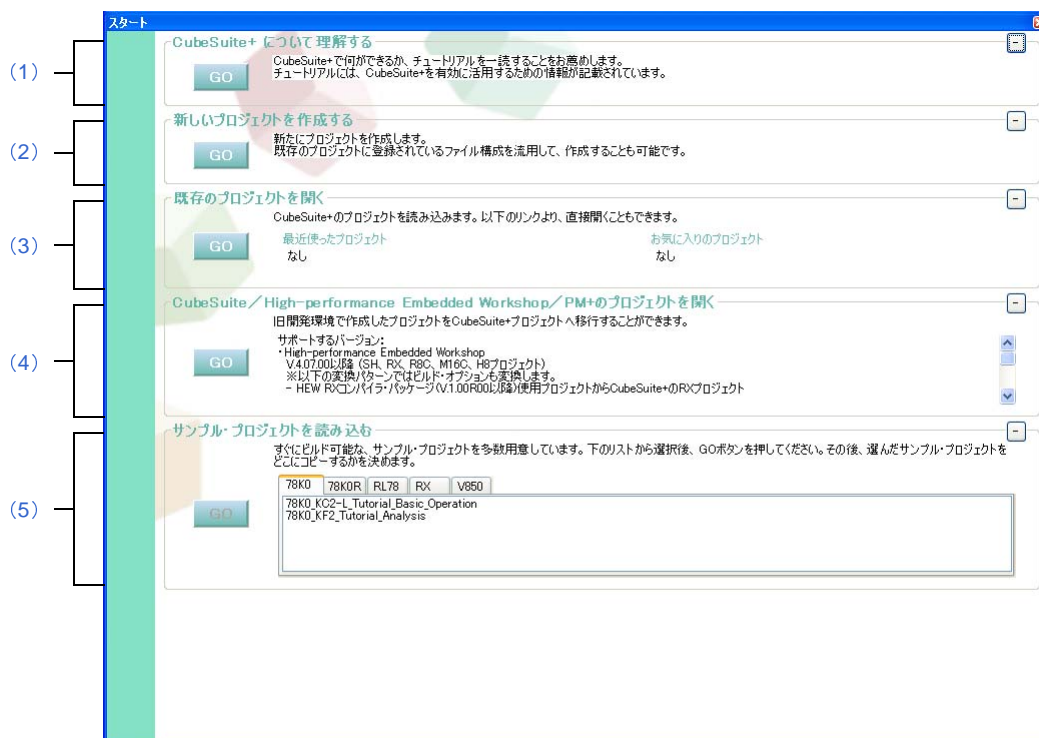 スタート
(1)
CubeSuite+ について理解する
GO
CubeSuite+で何ができるか、チュートリアルを一読することをお薦めします。
チュートリアルには、CubeSuite+を有効に活用するための情報が記載されています。
(2)
新しいプロジェクトを作成する
GO
新たにプロジェクトを作成します。
既存のプロジェクトに登録されているファイル構成を流用して、作成することも可能です。
(3)
既存のプロジェクトを開く
GO
CubeSuite+のプロジェクトを読み込みます。以下のリンクより、直接開くこともできます。
最近使ったプロジェクト お気に入りのプロジェクト
なし なし
(4)
CubeSuite／High-performance Embedded Workshop／PM+のプロジェクトを開く
GO
旧開発環境で作成したプロジェクトをCubeSuite+プロジェクトへ移行することができます。
サポートするバージョン:
・High-performance Embedded Workshop
V.4.07.00以降 (SH, RX, R8C, M16C, H8プロジェクト)
※以下の変換パターンではビルド・オプションも変換します。
- HEW RXコンパイラ・パッケージ(V.1.00R00以降)使用プロジェクトからCubeSuite+のRXプロジェクト
(5)
サンプル・プロジェクトを読み込む
GO
すぐにビルド可能な、サンプル・プロジェクトを多数用意しています。下のリストから選択後、GOボタンを押してください。その後、選んだサンプル・プロジェクトを
どこにコピーするかを決めます。
78K0 78K0R RL78 RX V850
78K0_KC2-L_Tutorial_Basic_Operation
78K0_KF2_Tutorial_Analysis